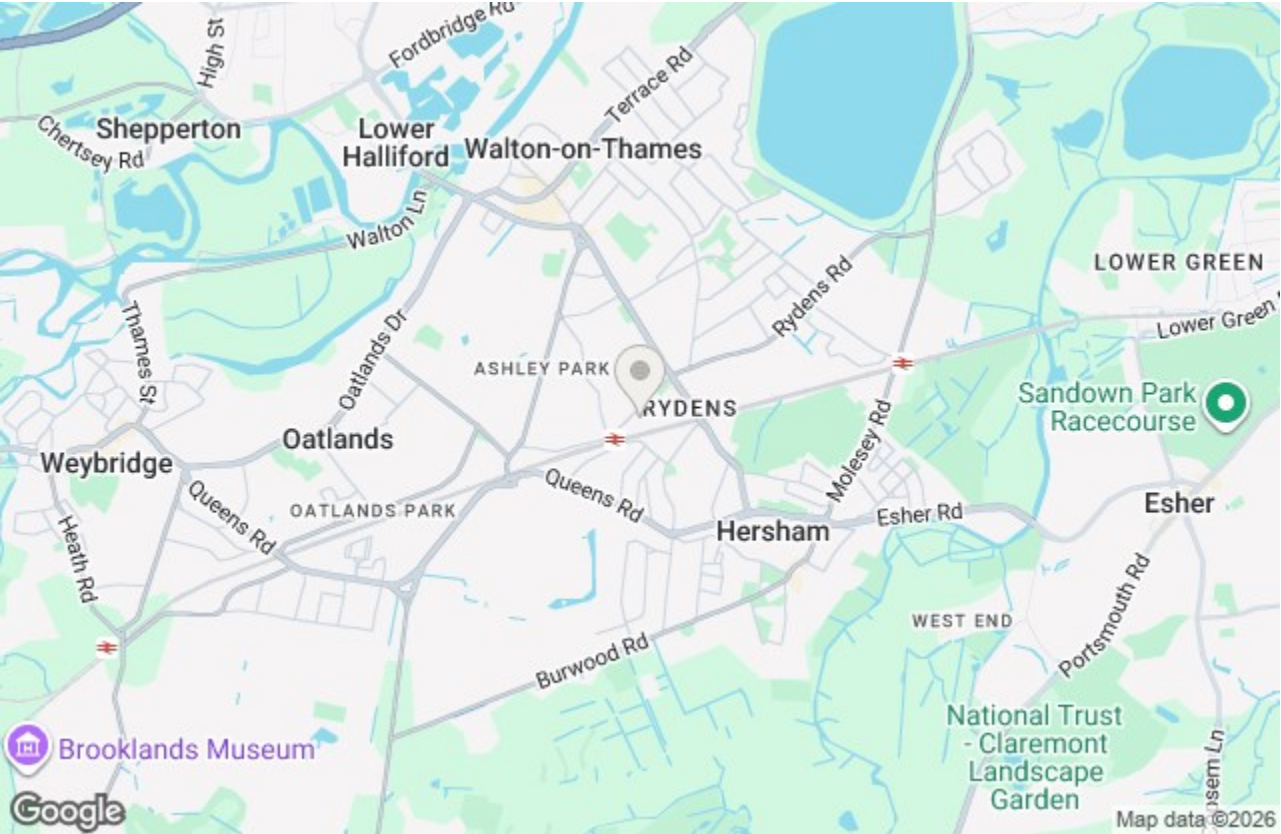 Fordbridge Rd
High St
Terrace Rd
Chertsey Rd
Shepperton
Lower
Halliford
Walton-on-Thames
Walton Ln
LOWER GREEN
Rydens Rd
Lower Green
Thames St
Oatlands Dr
ASHLEY PARK
RYDENS
Sandown Park
Racecourse
Oatlands
Weybridge
Molesey Rd
Queens Rd
Queens Rd
OATLANDS PARK
Hersham
Esher Rd
Esher
Heath Rd
WEST END
Portsmouth Rd
Burwood Rd
National Trust
- Claremont
Landscape
Garden
Brooklands Museum
Google
Map data ©2026